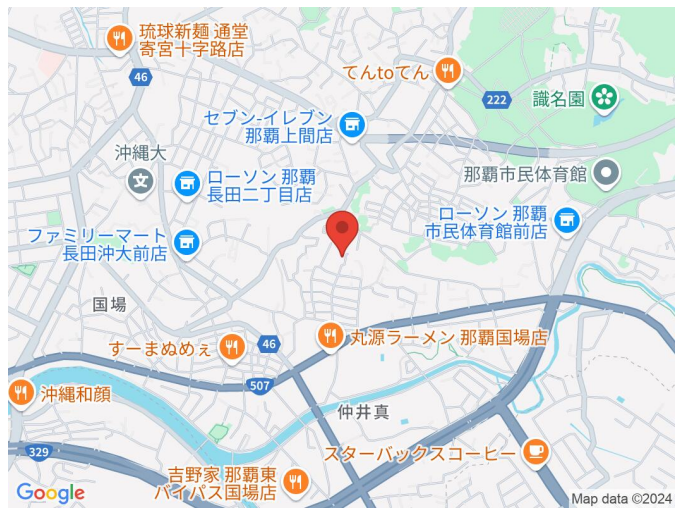 琉球新麺 通堂
寄宮十字路店
46
てんtoてん
222
識名園
セブン-イレブン
那覇上間店
沖縄大
文
ローソン 那覇
長田二丁目店
那覇市民体育館
ローソン 那覇
市民体育館前店
ファミリーマート
長田沖大前店
国場
すーまぬめぇ
46
丸源ラーメン 那覇国場店
507
沖縄和顔
仲井真
329
スターバックスコーヒー
吉野家 那覇東
バイパス国場店
Google
Map data ©2024